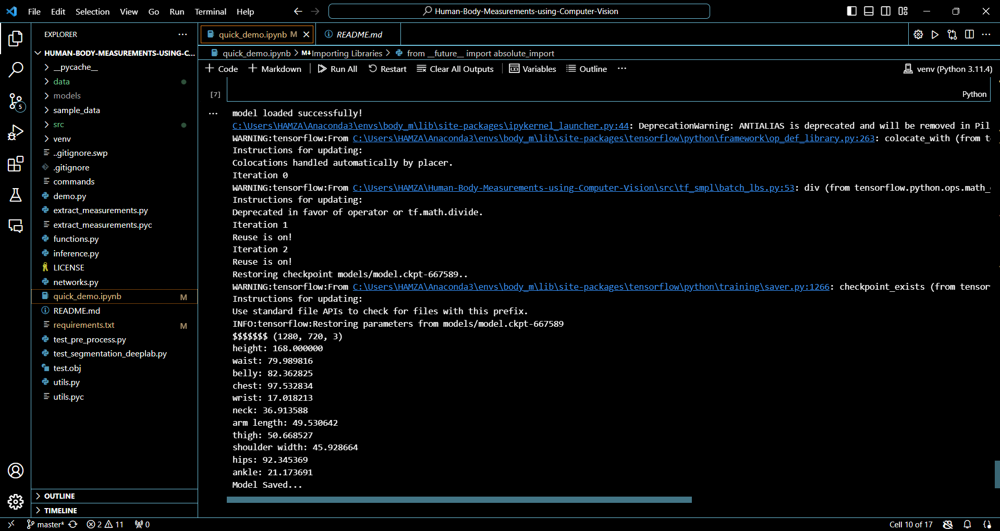 File Edit Selection View Go Run Terminal Help
Human-Body-Measurements-using-Computer-Vision
EXPLORER
HUMAN-BODY-MEASUREMENTS-USING-C...
__pycache__
data
models
sample_data
src
venv
..gitignore.swp
.gitignore
commands
demo.py
extract_measurements.py
extract_measurements.pyc
functions.py
inference.py
LICENSE
networks.py
quick_demo.ipynb M
README.md
requirements.txt M
test_pre_process.py
test_segmentation_deeplab.py
test.obj
utils.py
utils.pyc
OUTLINE
TIMELINE
5
quick_demo.ipynb M
README.md
quick_demo.ipynb > M↓Importing Libraries > from __future__ import absolute_import
+ Code + Markdown Run All Restart Clear All Outputs Variables Outline ...
venv (Python 3.11.4)
[7]
Python
model loaded successfully!
C:\Users\HAMZA\Anaconda3\envs\body_m\lib\site-packages\ipykernel_launcher.py:44: DeprecationWarning: ANTIALIAS is deprecated and will be removed in Pil
WARNING:tensorflow:From C:\Users\HAMZA\Anaconda3\envs\body_m\lib\site-packages\tensorflow\python\framework\op_def_library.py:263: colocate_with (from t
Instructions for updating:
Colocations handled automatically by placer.
Iteration 0
WARNING:tensorflow:From C:\Users\HAMZA\Human-Body-Measurements-using-Computer-Vision\src\tf_smpl\batch_lbs.py:53: div (from tensorflow.python.ops.math_
Instructions for updating:
Deprecated in favor of operator or tf.math.divide.
Iteration 1
Reuse is on!
Iteration 2
Reuse is on!
Restoring checkpoint models/model.ckpt-667589..
WARNING:tensorflow:From C:\Users\HAMZA\Anaconda3\envs\body_m\lib\site-packages\tensorflow\python\training\saver.py:1266: checkpoint_exists (from tensor
Instructions for updating:
Use standard file APIs to check for files with this prefix.
INFO:tensorflow:Restoring parameters from models/model.ckpt-667589
$$$$$$$ (1280, 720, 3)
height: 168.000000
waist: 79.989816
belly: 82.362825
chest: 97.532834
wrist: 17.018213
neck: 36.913588
arm length: 49.530642
thigh: 50.668527
shoulder width: 45.928664
hips: 92.345369
ankle: 21.173691
Model Saved...
master* 2 11 0
Cell 10 of 17